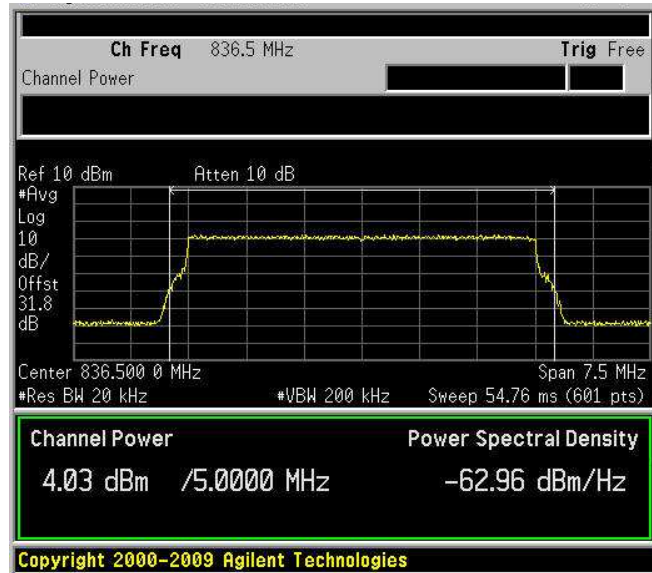 Ch Freq 836.5 MHz Trig Free
Channel Power
Ref 10 dBm Atten 10 dB
#Avg
Log
10
dB/
Offst
31.8
dB
Center 836.500 0 MHz Span 7.5 MHz
#Res BW 20 kHz #VBW 200 kHz Sweep 54.76 ms (601 pts)
Channel Power Power Spectral Density
4.03 dBm /5.0000 MHz -62.96 dBm/Hz
Copyright 2000-2009 Agilent Technologies